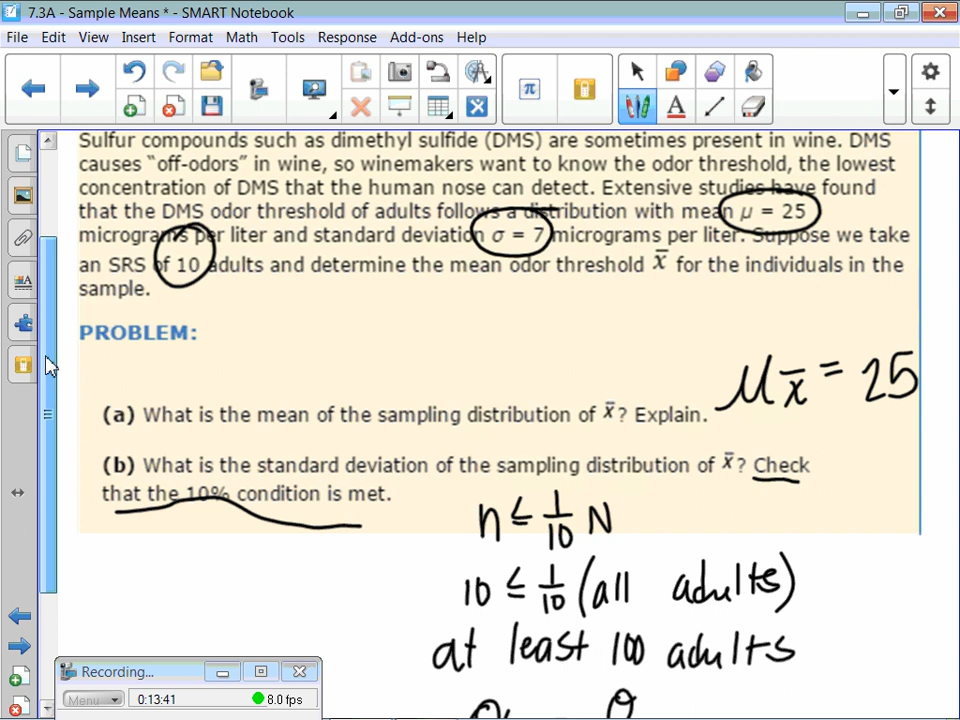 7.3A - Sample Means * - SMART Notebook
File Edit View Insert Format Math Tools Response Add-ons Help
Sulfur compounds such as dimethyl sulfide (DMS) are sometimes present in wine. DMS
causes "off-odors" in wine, so winemakers want to know the odor threshold, the lowest
concentration of DMS that the human nose can detect. Extensive studies have found
that the DMS odor threshold of adults follows a distribution with mean μ = 25
micrograms per liter and standard deviation σ = 7 micrograms per liter. Suppose we take
an SRS of 10 adults and determine the mean odor threshold x̄ for the individuals in the
sample.
PROBLEM:
μx̄ = 25
(a) What is the mean of the sampling distribution of x̄? Explain.
(b) What is the standard deviation of the sampling distribution of x̄? Check
that the 10% condition is met.
n ≤ 1/10 N
10 ≤ 1/10 (all adults)
at least 100 adults
Recording...
Menu 0:13:41 8.0 fps